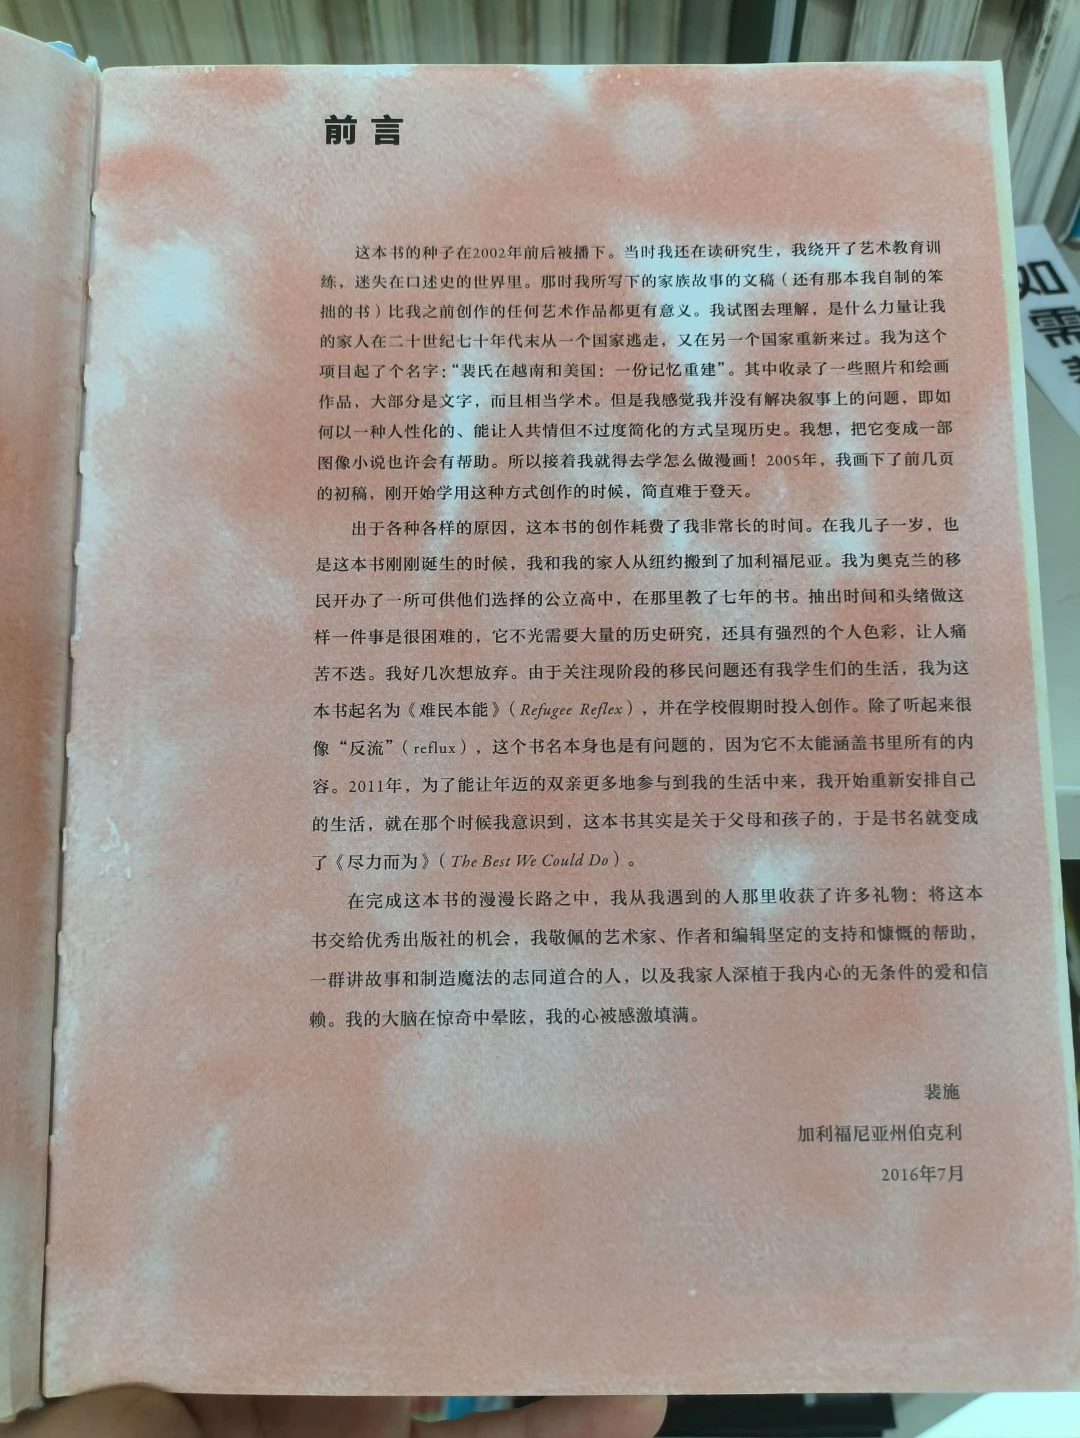 前言
这本书的种子在2002年前后被播下。当时我还在读研究生，我绕开了艺术教育训
练，迷失在口述史的世界里。那时我所写下的家族故事的文稿（还有那本我自制的笨
拙的书）比我之前创作的任何艺术作品都更有意义。我试图去理解，是什么力量让我
的家人在二十世纪七十年代末从一个国家逃走，又在另一个国家重新来过。我为这个
项目起了个名字：“裴氏在越南和美国：一份记忆重建”。其中收录了一些照片和绘画
作品，大部分是文字，而且相当学术。但是我感觉我并没有解决叙事上的问题，即如
何以一种人性化的、能让人共情但不过度简化的方式呈现历史。我想，把它变成一部
图像小说也许会有帮助。所以接着我就得去学怎么做漫画！2005年，我画下了前几页
的初稿，刚开始学用这种方式创作的时候，简直难于登天。
出于各种各样的原因，这本书的创作耗费了我非常长的时间。在我儿子一岁，也
是这本书刚刚诞生的时候，我和我的家人从纽约搬到了加利福尼亚。我为奥克兰的移
民开办了一所可供他们选择的公立高中，在那里教了七年的书。抽出时间和头绪做这
样一件事是很困难的，它不光需要大量的历史研究，还具有强烈的个人色彩，让人痛
苦不迭。我好几次想放弃。由于关注现阶段的移民问题还有我学生们的生活，我为这
本书起名为《难民本能》（Refugee Reflex），并在学校假期时投入创作。除了听起来很
像“反流”（reflux），这个书名本身也是有问题的，因为它不太能涵盖书里所有的内
容。2011年，为了能让年迈的双亲更多地参与到我的生活中来，我开始重新安排自己
的生活，就在那个时候我意识到，这本书其实是关于父母和孩子的，于是书名就变成
了《尽力而为》（The Best We Could Do）。
在完成这本书的漫漫长路之中，我从我遇到的人那里收获了许多礼物：将这本
书交给优秀出版社的机会，我敬佩的艺术家、作者和编辑坚定的支持和慷慨的帮助，
一群讲故事和制造魔法的志同道合的人，以及我家人深植于我内心的无条件的爱和信
赖。我的大脑在惊奇中晕眩，我的心被感激填满。
裴施
加利福尼亚州伯克利
2016年7月
如
需